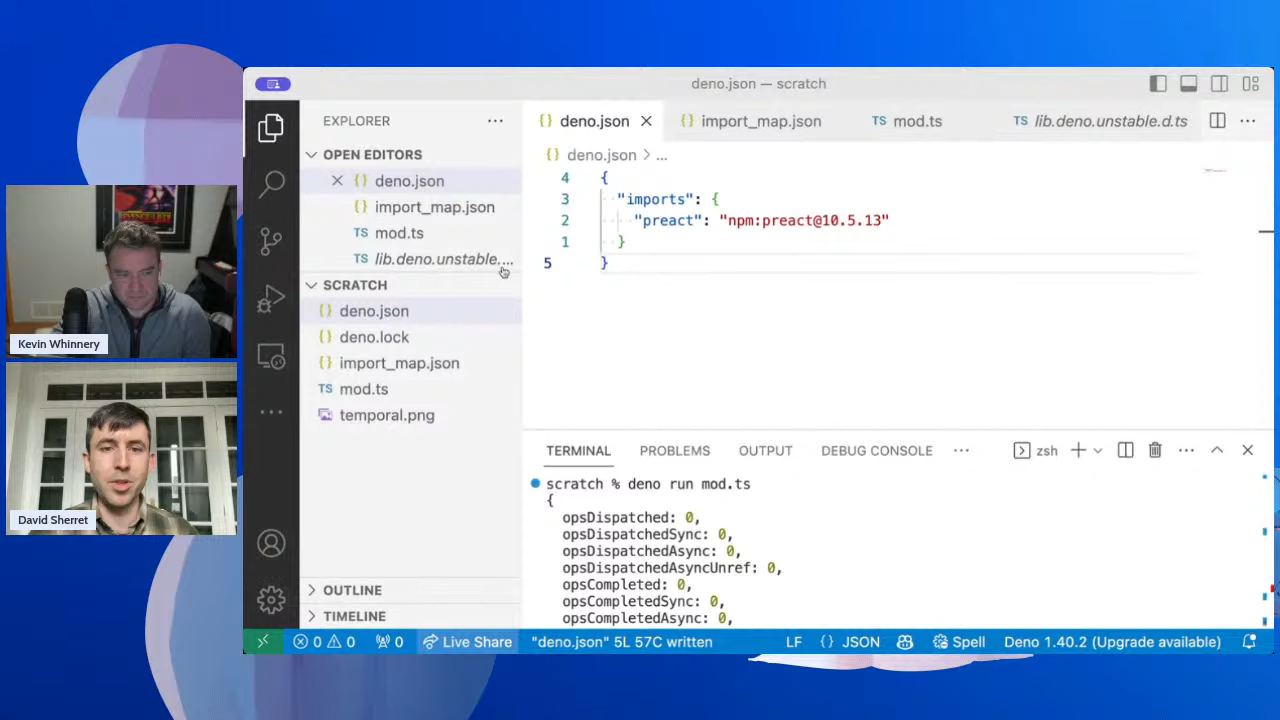 deno.json — scratch
EXPLORER
OPEN EDITORS
deno.json
import_map.json
mod.ts
lib.deno.unstable....
SCRATCH
deno.json
deno.lock
import_map.json
mod.ts
temporal.png
OUTLINE
TIMELINE
deno.json
import_map.json
TS mod.ts
TS lib.deno.unstable.d.ts
deno.json > ...
4 {
3 "imports": {
2 "preact": "npm:preact@10.5.13"
1 }
5 }
TERMINAL PROBLEMS OUTPUT DEBUG CONSOLE ... zsh
scratch % deno run mod.ts
{
opsDispatched: 0,
opsDispatchedSync: 0,
opsDispatchedAsync: 0,
opsDispatchedAsyncUnref: 0,
opsCompleted: 0,
opsCompletedSync: 0,
opsCompletedAsync: 0,
0 0 0 Live Share "deno.json" 5L 57C written LF {} JSON Spell Deno 1.40.2 (Upgrade available)
Kevin Whinnery
David Sherret